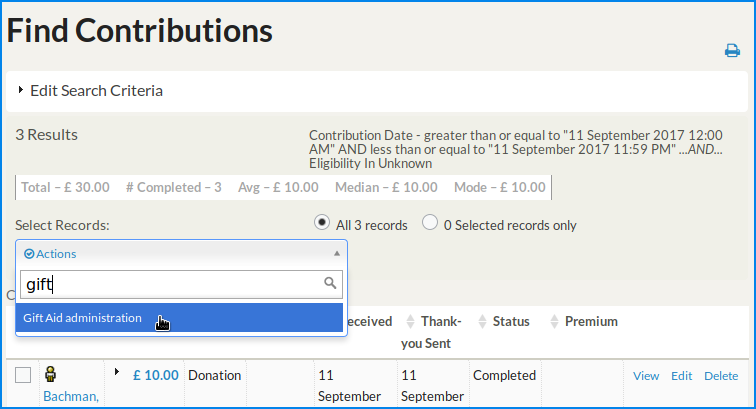 Find Contributions
Edit Search Criteria
3 Results
Contribution Date - greater than or equal to "11 September 2017 12:00
AM" AND less than or equal to "11 September 2017 11:59 PM" ...AND...
Eligibility In Unknown
Total – £ 30.00 # Completed – 3 Avg – £ 10.00 Median – £ 10.00 Mode – £ 10.00
Select Records: All 3 records 0 Selected records only
Actions
gift
Gift Aid administration
Thank- Status Premium
you Sent
£ 10.00 Donation 11 11 Completed View Edit Delete
Bachman, September September